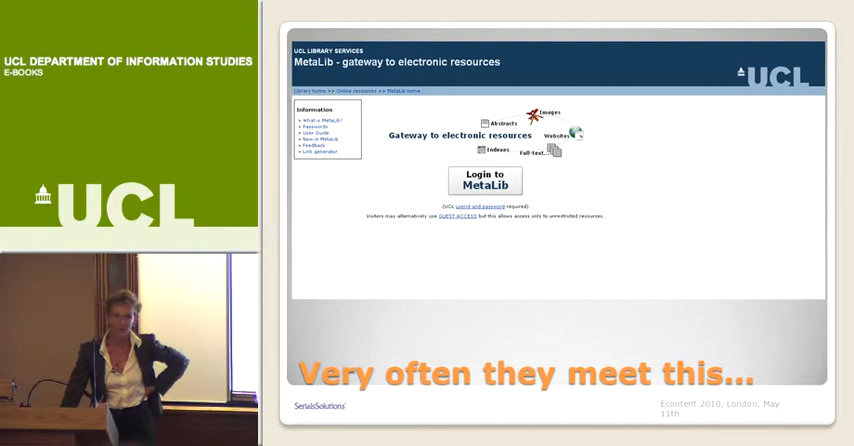 UCL DEPARTMENT OF INFORMATION STUDIES
E-BOOKS
UCL
UCL LIBRARY SERVICES
MetaLib - gateway to electronic resources
UCL
Library home >> Online resources >> MetaLib home
Information
What is MetaLib?
Passwords
User Guide
New in MetaLib
Feedback
Link generator
Images
Abstracts
Gateway to electronic resources
Websites
Indexes
Full-text...
Login to
MetaLib
(UCL userid and password required)
Visitors may alternatively use GUEST ACCESS but this allows access only to unrestricted resources.
Very often they meet this...
SerialsSolutions
Econtent 2010, London, May
11th